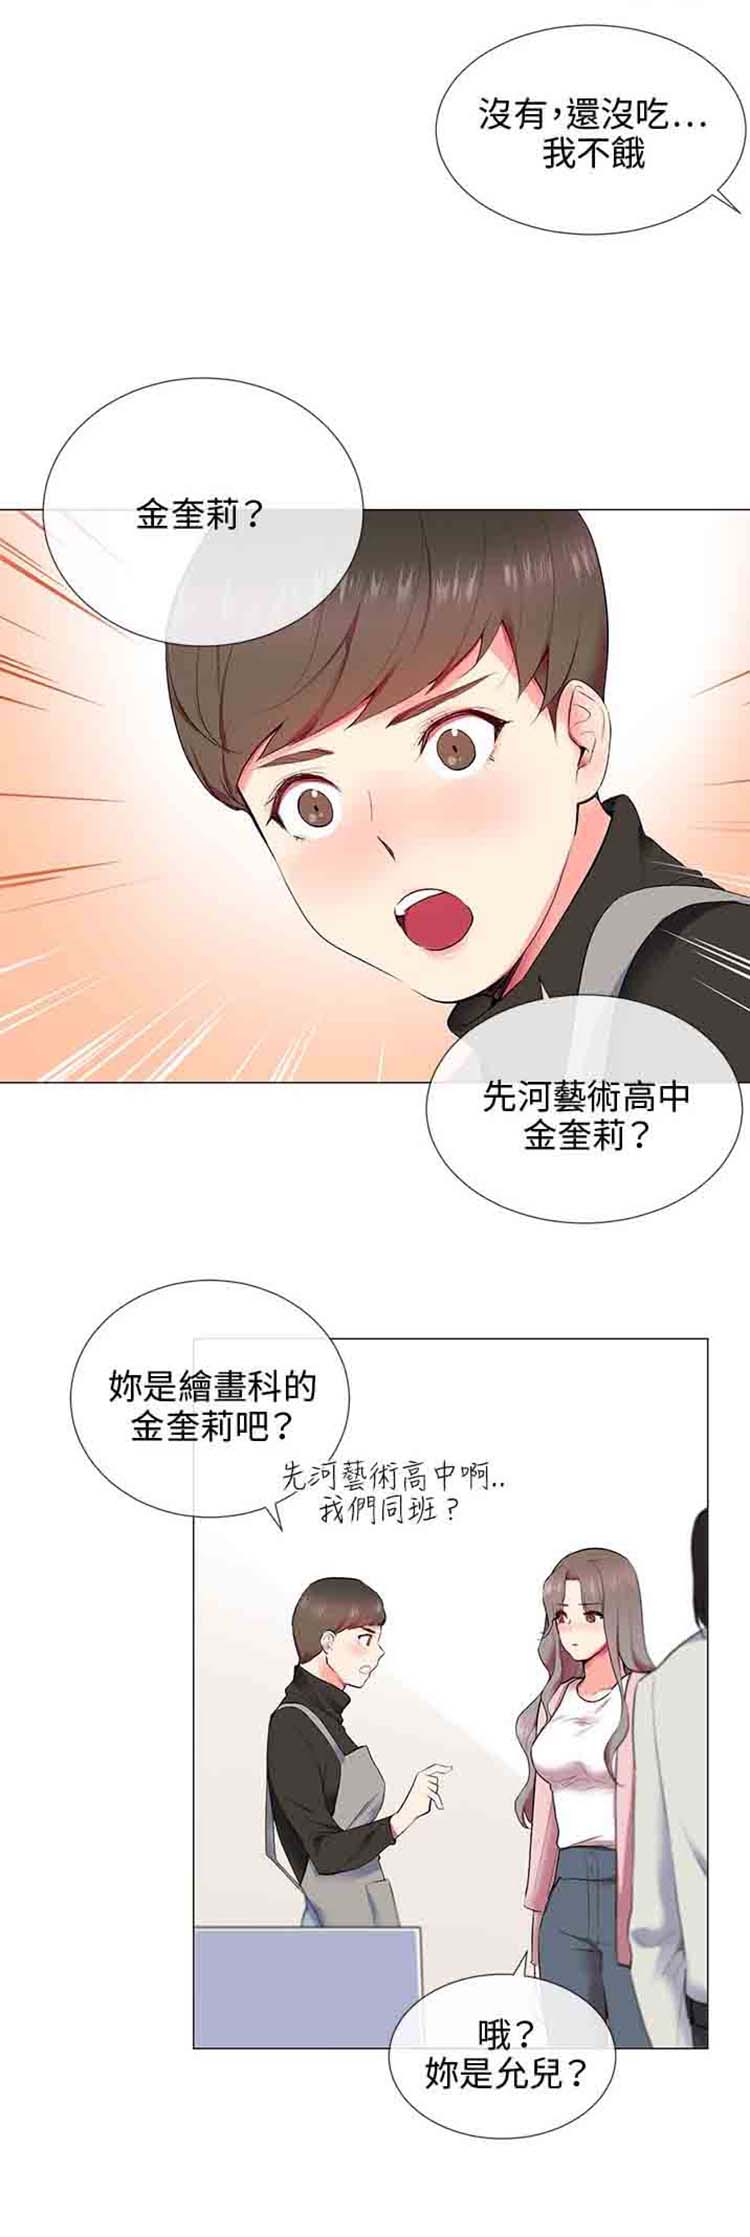 沒有，還沒吃...
我不餓
金奎莉？
先河藝術高中
金奎莉？
妳是繪畫科的
金奎莉吧？
先河藝術高中啊..
我們同班？
哦？
妳是允兒？